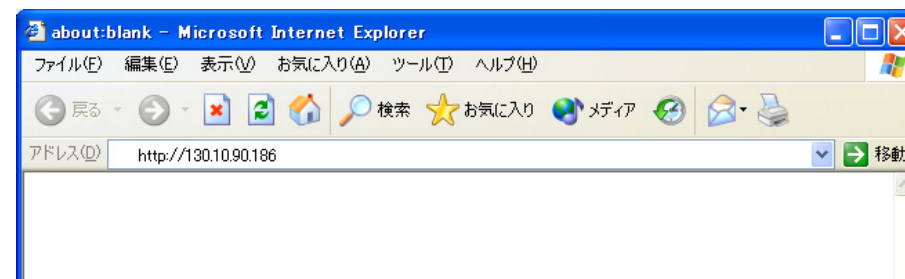 about:blank - Microsoft Internet Explorer
ファイル(F) 編集(E) 表示(V) お気に入り(A) ツール(T) ヘルプ(H)
戻る 検索 お気に入り メディア
アドレス(D) http://130.10.90.186 移動